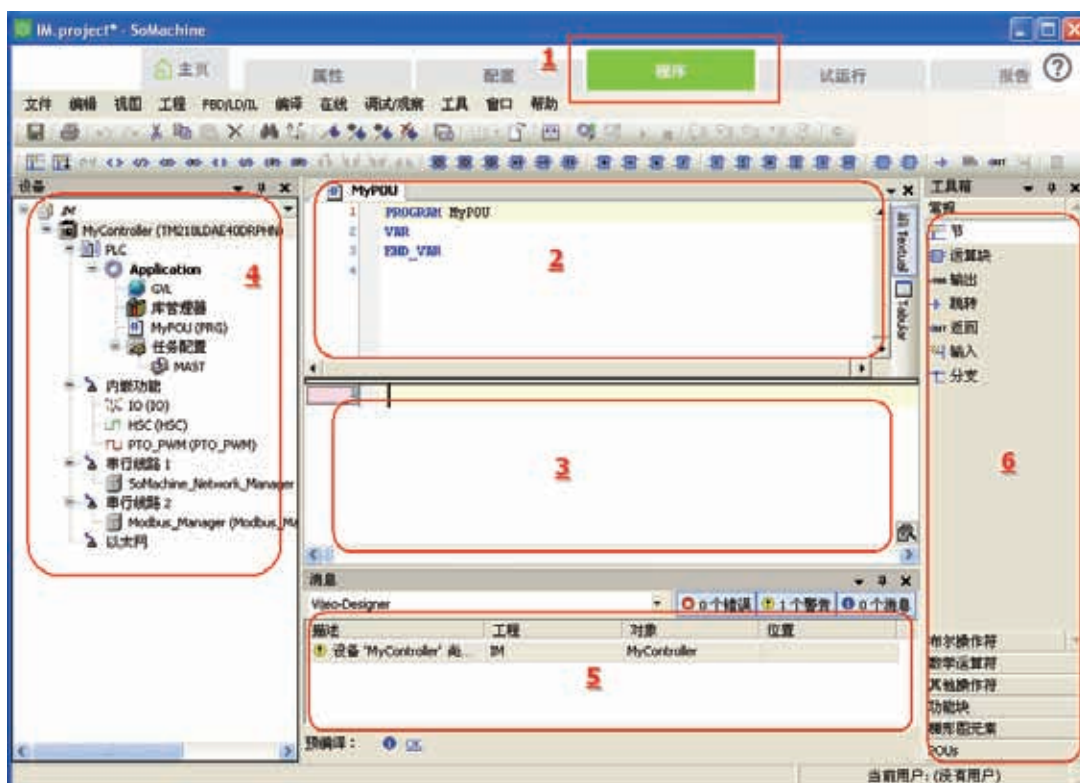 IM.project* - SoMachine
1
主页
属性
配置
程序
试运行
报告
文件 编辑 视图 工程 FBD/LD/IL 编译 在线 调试/观察 工具 窗口 帮助
设备
IM
MyController (TM218LDAE40DRPHN)
PLC
Application
GVL
库管理器
MyPOU (PRG)
任务配置
MAST
内嵌功能
IO (IO)
HSC (HSC)
PTO_PWM (PTO_PWM)
串行线路 1
SoMachine_Network_Manager
串行线路 2
Modbus_Manager (Modbus_MA
以太网
4
MyPOU
1 PROGRAM MyPOU
2 VAR
3 END_VAR
4
2
Textual
Tabular
1
3
消息
Vijeo-Designer
0 个错误
1 个警告
0 个消息
描述 工程 对象 位置
设备 'MyController' 尚... IM MyController
5
预编译： OK
工具箱
常规
节
运算块
输出
跳转
返回
输入
分支
6
布尔操作符
数学运算符
其他操作符
功能块
梯形图元素
POUs
当前用户: (没有用户)